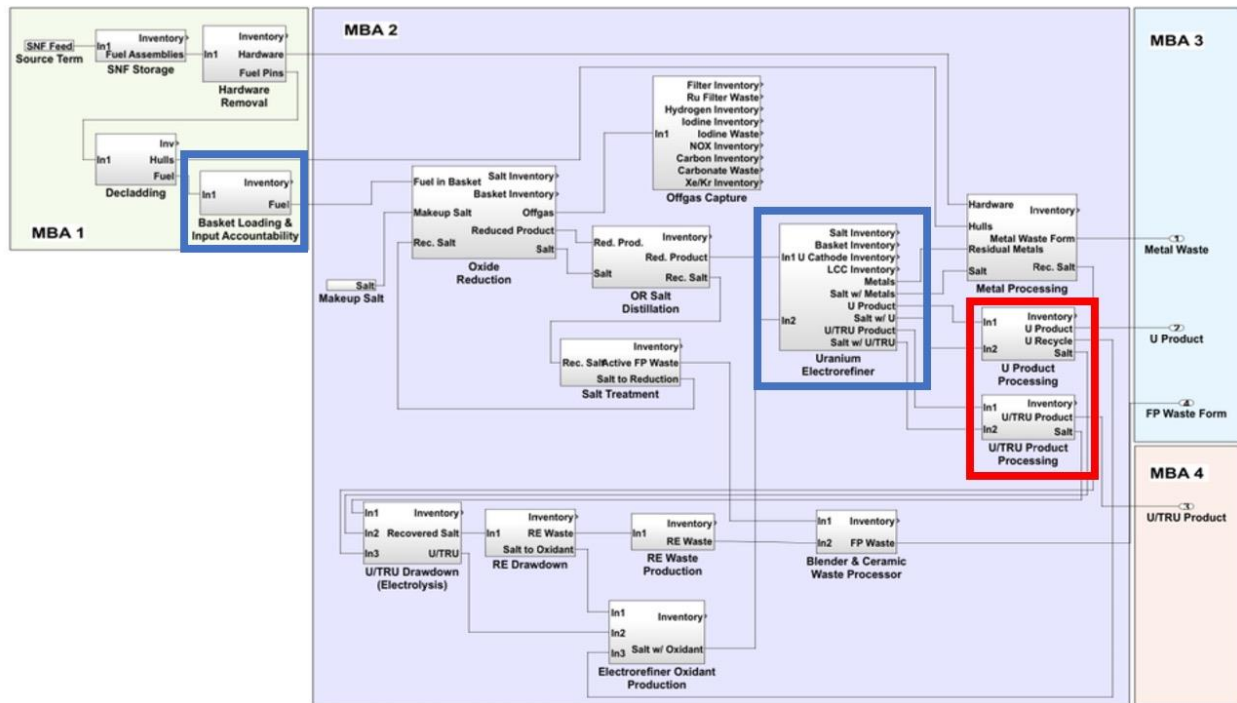 MBA 1
SNF Feed
Source Term
In1
Inventory
Fuel Assemblies
SNF Storage
In1
Inventory
Hardware
Fuel Pins
Hardware
Removal
In1
Inv
Hulls
Fuel
Decladding
In1
Inventory
Fuel
Basket Loading &
Input Accountability
MBA 2
Filter Inventory
Ru Filter Waste
Hydrogen Inventory
Iodine Inventory
In1
Iodine Waste
NOX Inventory
Carbon Inventory
Carbonate Waste
Xe/Kr Inventory
Offgas Capture
Fuel in Basket
Makeup Salt
Rec. Salt
Salt Inventory
Basket Inventory
Offgas
Reduced Product
Salt
Oxide
Reduction
Salt
Makeup Salt
Red. Prod.
Salt
Inventory
Red. Product
Rec. Salt
OR Salt
Distillation
Rec. Salt
Inventory
Active FP Waste
Salt to Reduction
Salt Treatment
Salt Inventory
Basket Inventory
In1
U Cathode Inventory
LCC Inventory
Metals
Salt w/ Metals
U Product
In2
Salt w/ U
U/TRU Product
Salt w/ U/TRU
Uranium
Electrorefiner
Hardware
Hulls
Residual Metals
Salt
Inventory
Metal Waste Form
Rec. Salt
Metal Processing
In1
In2
Inventory
U Product
U Recycle
Salt
U Product
Processing
In1
In2
Inventory
U/TRU Product
Salt
U/TRU Product
Processing
In1
In2
In3
Inventory
Recovered Salt
U/TRU
U/TRU Drawdown
(Electrolysis)
In1
Inventory
RE Waste
Salt to Oxidant
RE Drawdown
In1
Inventory
RE Waste
RE Waste
Production
In1
In2
Inventory
FP Waste
Blender & Ceramic
Waste Processor
In1
In2
In3
Inventory
Salt w/ Oxidant
Electrorefiner Oxidant
Production
MBA 3
1
Metal Waste
2
U Product
4
FP Waste Form
MBA 4
3
U/TRU Product